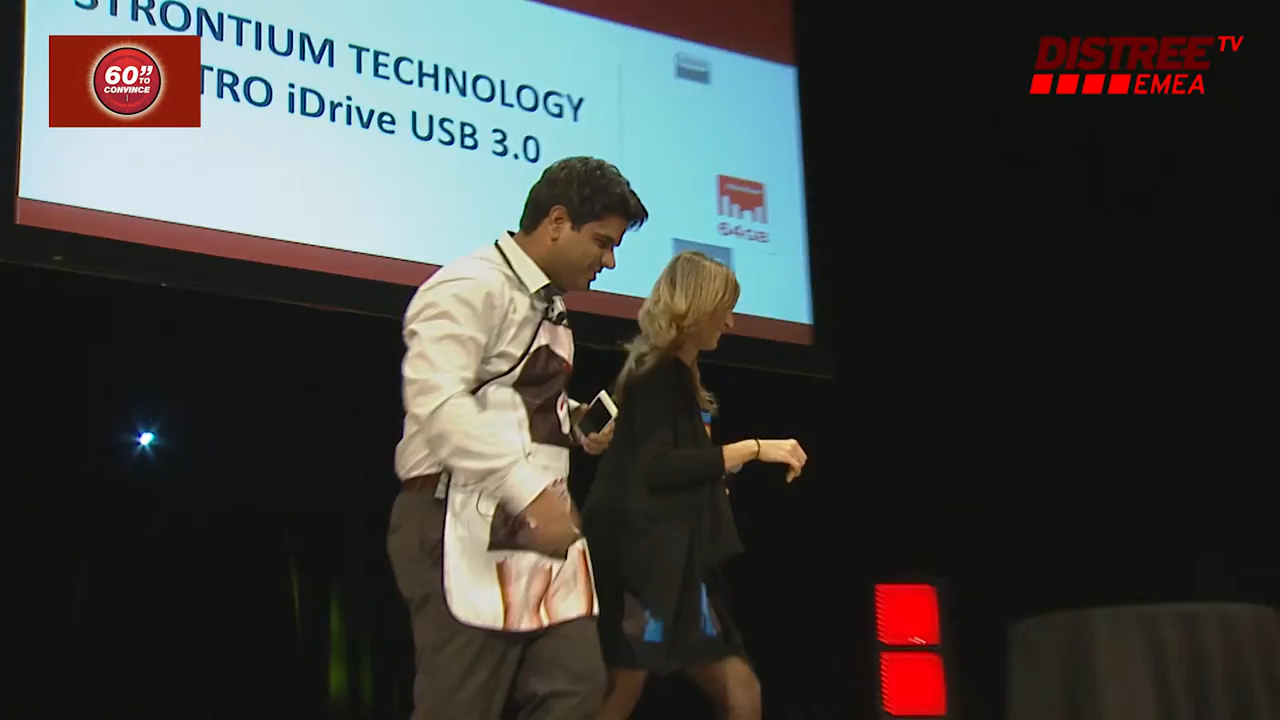 STRONTIUM TECHNOLOGY
TRO iDrive USB 3.0
60”
TO
CONVINCE
DISTREE TV
EMEA
64GB